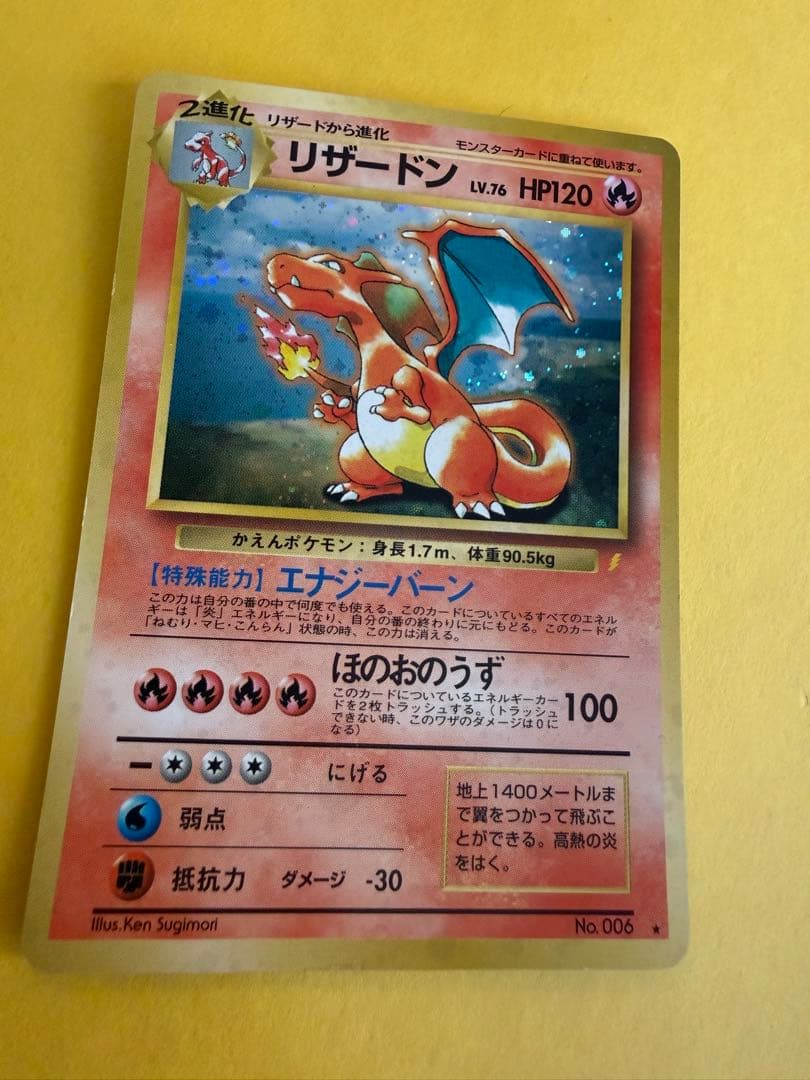 2進化
リザードから進化
モンスターカードに重ねて使います。
リザードン LV.76 HP120
かえんポケモン：身長1.7m、体重90.5kg
【特殊能力】エナジーバーン
この力は自分の番の中で何度でも使える。このカードについているすべてのエネル
ギーは「炎」エネルギーになり、自分の番の終わりに元にもどる。このカードが
「ねむり・マヒ・こんらん」状態の時、この力は消える。
ほのおのうず
このカードについているエネルギーカー
ドを2枚トラッシュする。（トラッシュ
できない時、このワザのダメージは0に
なる）
100
にげる
弱点
抵抗力 ダメージ -30
地上1400メートルま
で翼をつかって飛ぶこ
とができる。高熱の炎
をはく。
Illus.Ken Sugimori
No.006 ★